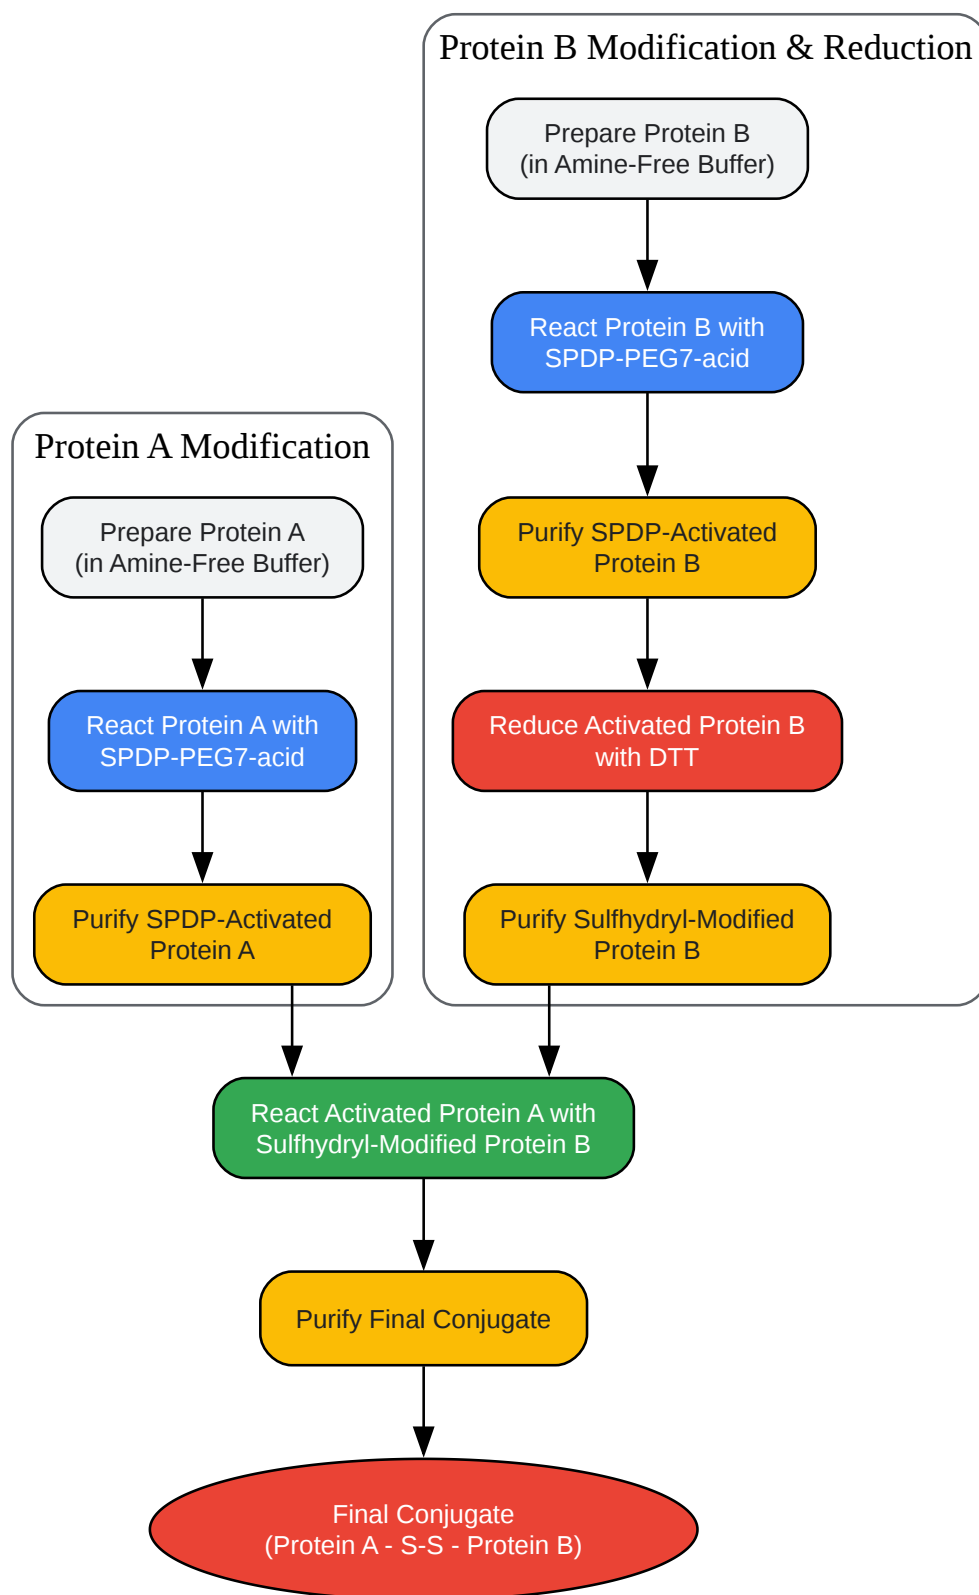 Protein B Modification & Reduction
Prepare Protein B
(in Amine-Free Buffer)
React Protein B with
SPDP-PEG7-acid
Purify SPDP-Activated
Protein B
Reduce Activated Protein B
with DTT
Purify Sulfhydryl-Modified
Protein B
Protein A Modification
Prepare Protein A
(in Amine-Free Buffer)
React Protein A with
SPDP-PEG7-acid
Purify SPDP-Activated
Protein A
React Activated Protein A with
Sulfhydryl-Modified Protein B
Purify Final Conjugate
Final Conjugate
(Protein A - S-S - Protein B)